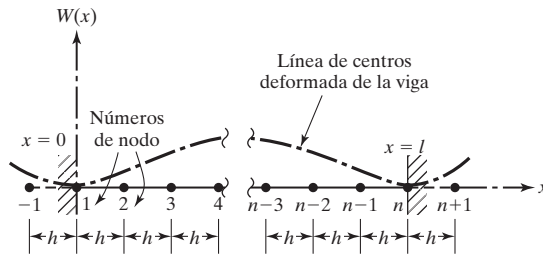 W(x)
Línea de centros
deformada de la viga
Números
de nodo
x = 0
x = l
x
−1 1 2 3 4 n−3 n−2 n−1 n n+1
h h h h h h h h